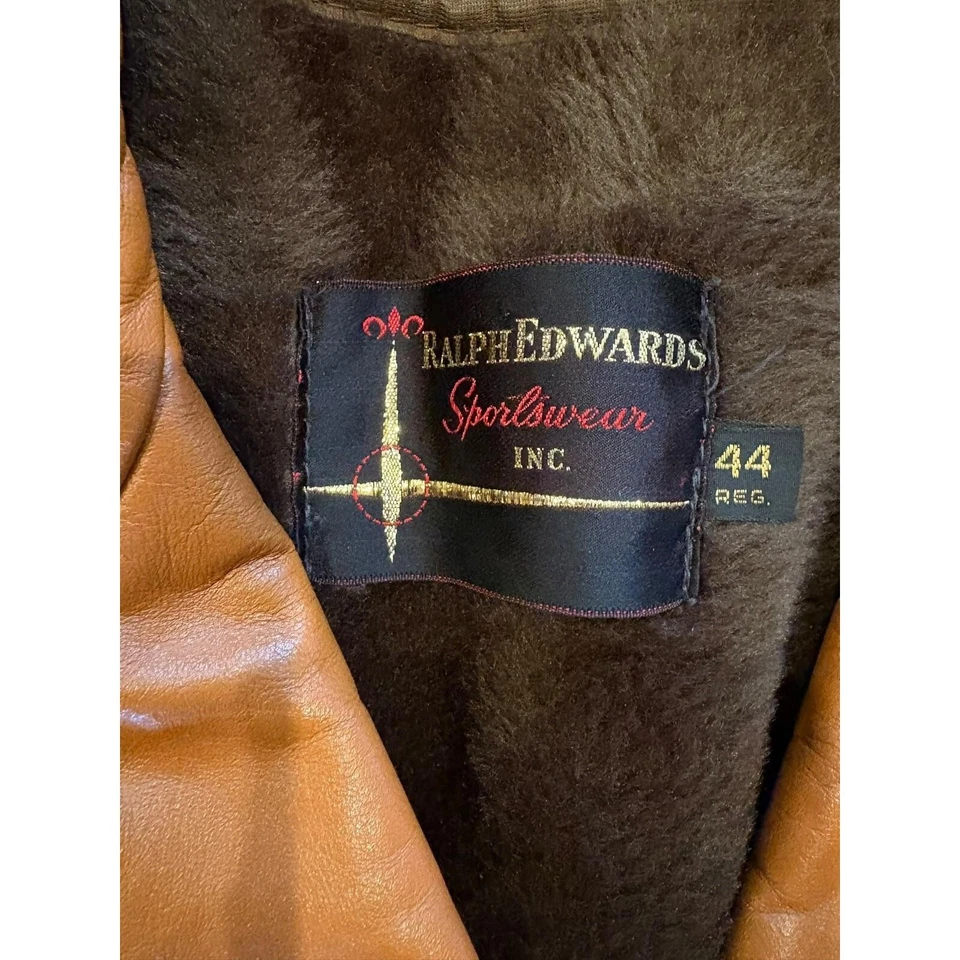 RALPH EDWARDS
Sportswear
INC.
44
REG.